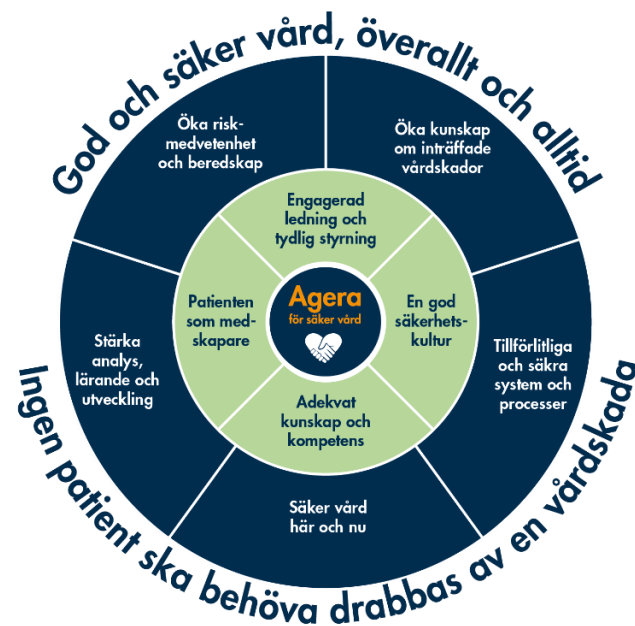 God och säker vård, överallt och alltid
Öka risk-
medvetenhet
och beredskap
Öka kunskap
om inträffade
vårdskador
Engagerad
ledning och
tydlig styrning
Patienten
som med-
skapare
Agera
för säker vård
En god
säkerhets-
kultur
Stärka
analys,
lärande och
utveckling
Tillförlitliga
och säkra
system och
processer
Adekvat
kunskap och
kompetens
Säker vård
här och nu
Ingen patient ska behöva drabbas av en vårdskada